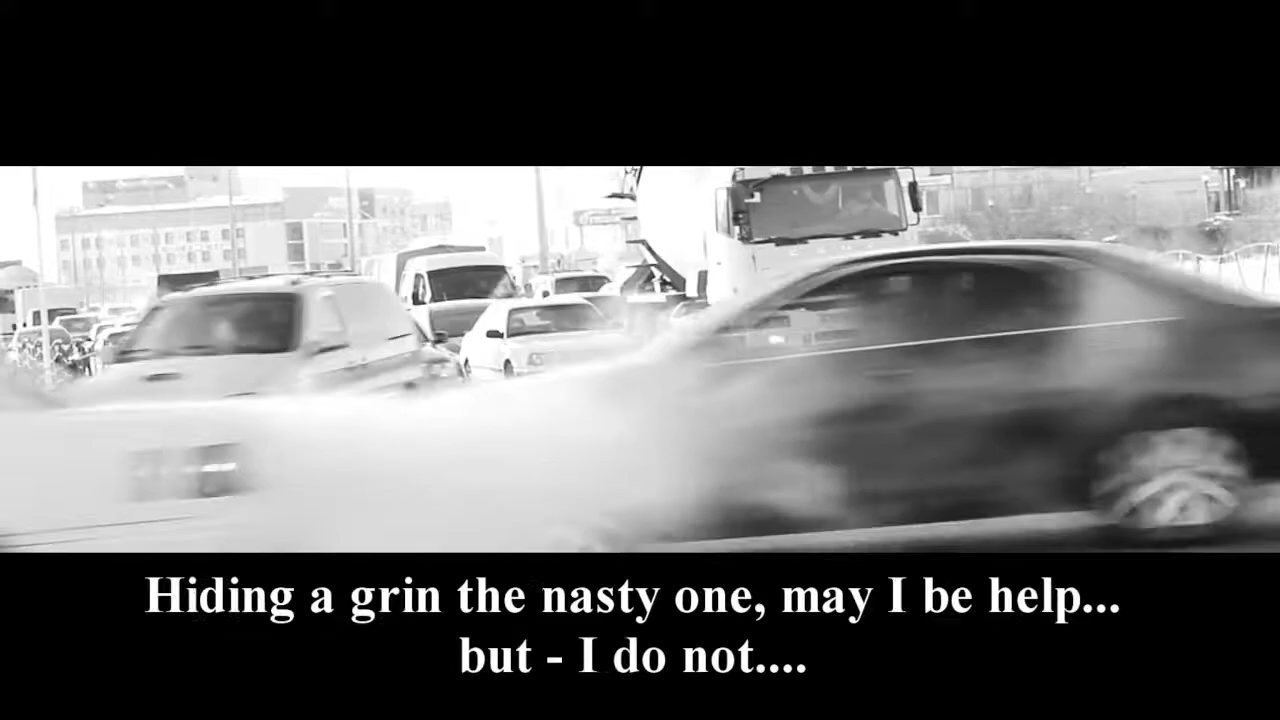 Hiding a grin the nasty one, may I be help...
but - I do not....